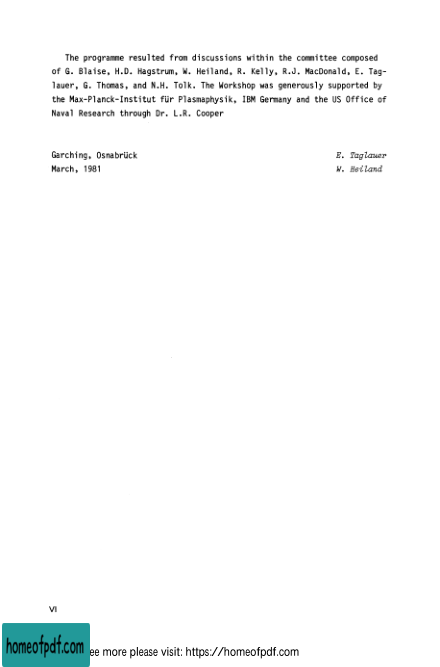 The programme resulted from discussions within the committee composed
of G. Blaise, H.D. Hagstrum, W. Heiland, R. Kelly, R.J. MacDonald, E. Tag-
lauer, G. Thomas, and N.H. Tolk. The Workshop was generously supported by
the Max-Planck-Institut für Plasmaphysik, IBM Germany and the US Office of
Naval Research through Dr. L.R. Cooper
Garching, Osnabrück E. Taglauer
March, 1981 W. Heiland
VI
homeofpdf.com ee more please visit: https://homeofpdf.com